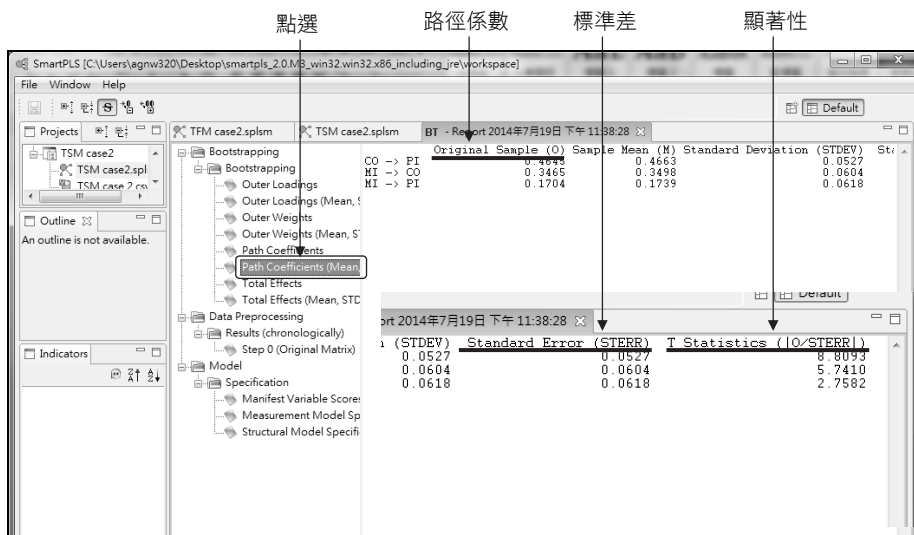 點選 路徑係數 標準差 顯著性
SmartPLS [C:\Users\agnw320\Desktop\smartpls_2.0.M3_win32.win32.x86_including_jre\workspace]
File Window Help
Default
Projects
TFM case2.splsm TSM case2.splsm BT - Report 2014年7月19日 下午 11:38:28
TSM case2
TSM case2.spl
TSM case 2 csv
Outline
An outline is not available.
Indicators
Bootstrapping
Bootstrapping
Outer Loadings
Outer Loadings (Mean, S
Outer Weights
Outer Weights (Mean, ST
Path Coefficients
Path Coefficients (Mean,
Total Effects
Total Effects (Mean, STD
Data Preprocessing
Results (chronologically)
Step 0 (Original Matrix)
Model
Specification
Manifest Variable Scores
Measurement Model Sp
Structural Model Specifi
Original Sample (O) Sample Mean (M) Standard Deviation (STDEV) Sta
CO -> PI 0.4645 0.4663 0.0527
MI -> CO 0.3465 0.3498 0.0604
MI -> PI 0.1704 0.1739 0.0618
Default
ort 2014年7月19日 下午 11:38:28
n (STDEV) Standard Error (STERR) T Statistics (|O/STERR|)
0.0527 0.0527 8.8093
0.0604 0.0604 5.7410
0.0618 0.0618 2.7582